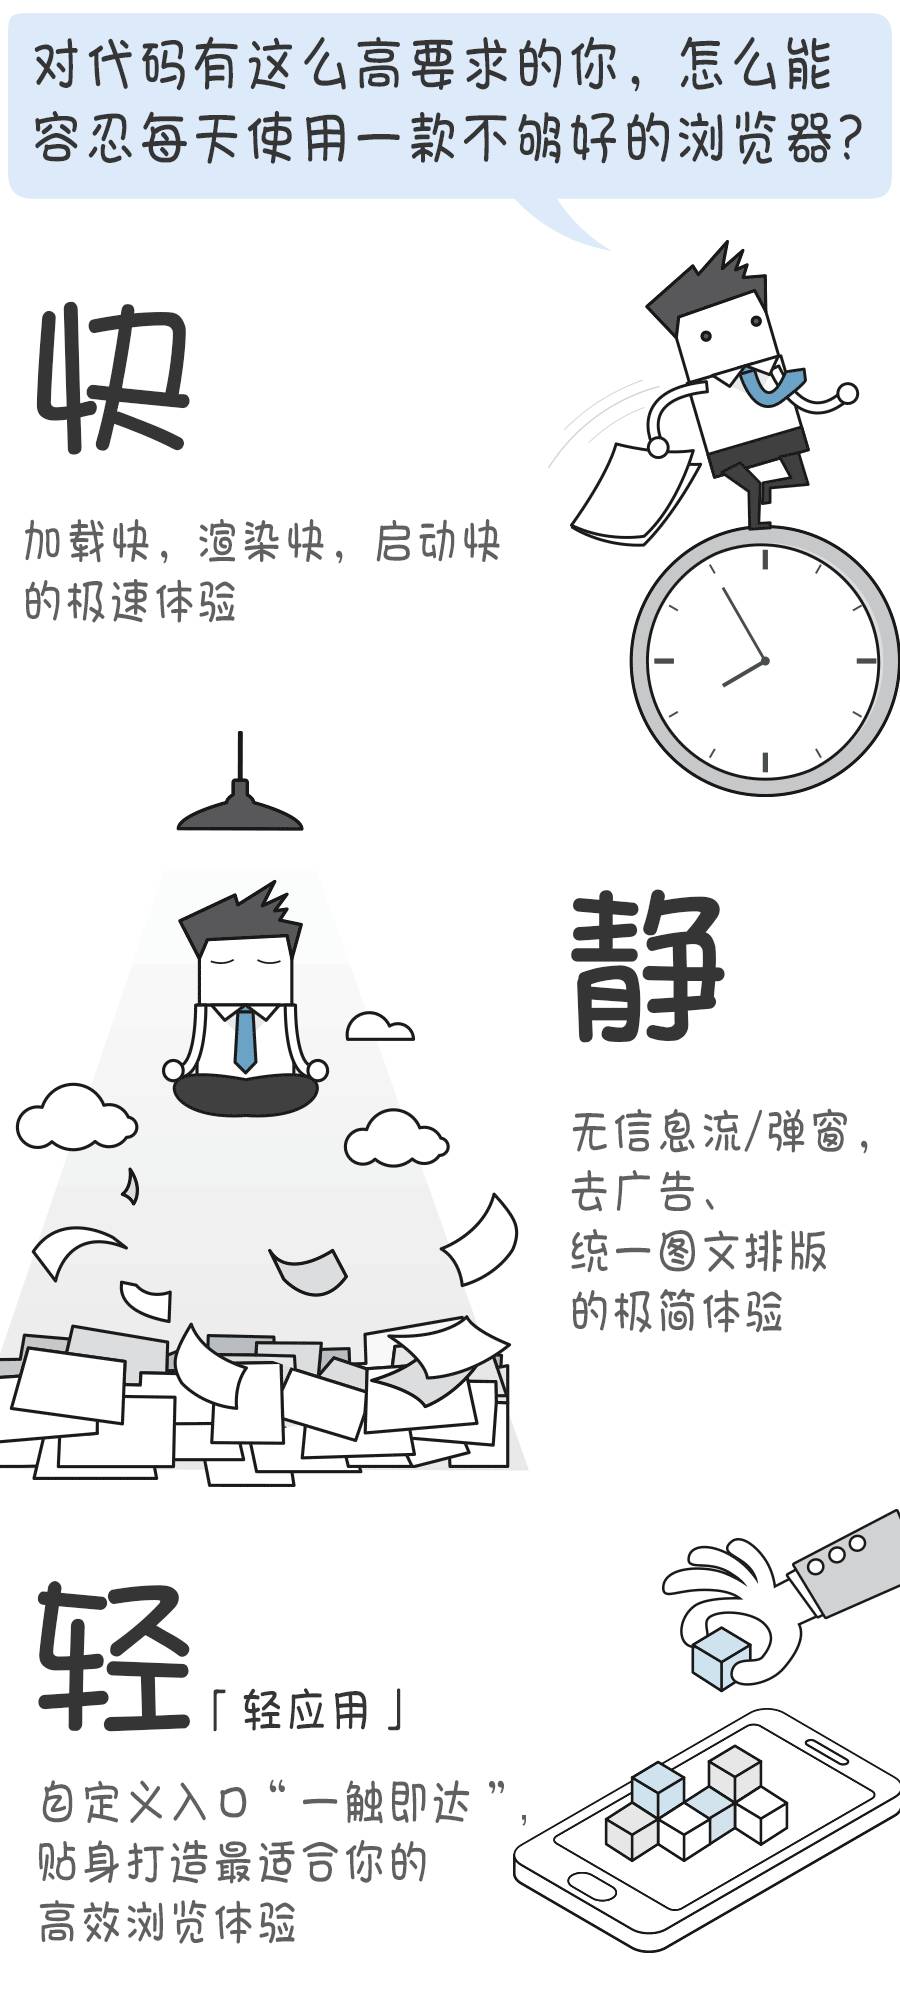 对代码有这么高要求的你，怎么能
容忍每天使用一款不够好的浏览器？
快
加载快，渲染快，启动快
的极速体验
静
无信息流/弹窗，
去广告、
统一图文排版
的极简体验
轻「轻应用」
自定义入口“一触即达”，
贴身打造最适合你的
高效浏览体验